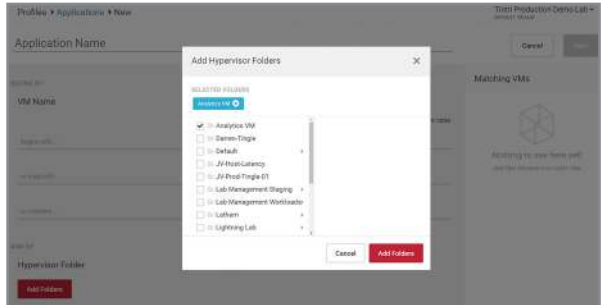 Profiles ▸ Applications ▸ New
Tintri Production Demo Lab
Application Name
Cancel
Add Hypervisor Folders
Matching VMs
SELECTED FOLDERS
Analytics VM
VM Name
Analytics VM
Darren-Tingle
Default
JV-Host-Latency
JV-Prod-Tingle-01
Lab Management Staging
Lab Management Workloads
Latham
Lightning Lab
Nothing to see here yet!
Hypervisor Folder
Cancel
Add Folders
Add Folders